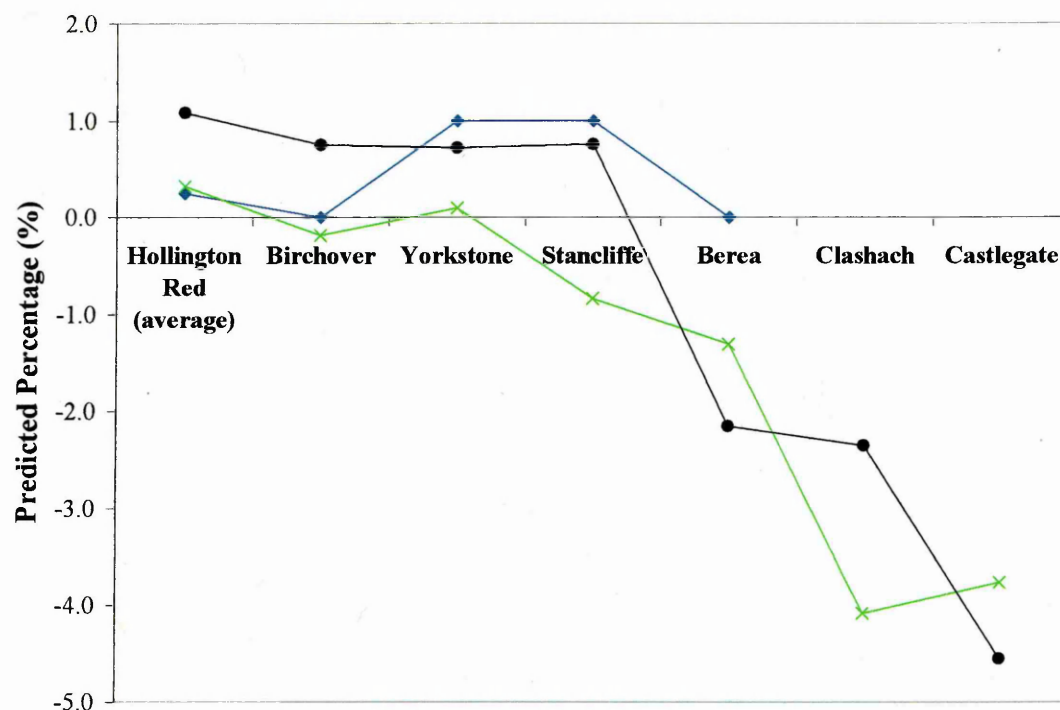 2.0
1.0
0.0
-1.0
-2.0
-3.0
-4.0
-5.0
Predicted Percentage (%)
Hollington Birchover Yorkstone Stancliffe Berea Clashach Castlegate
Red
(average)